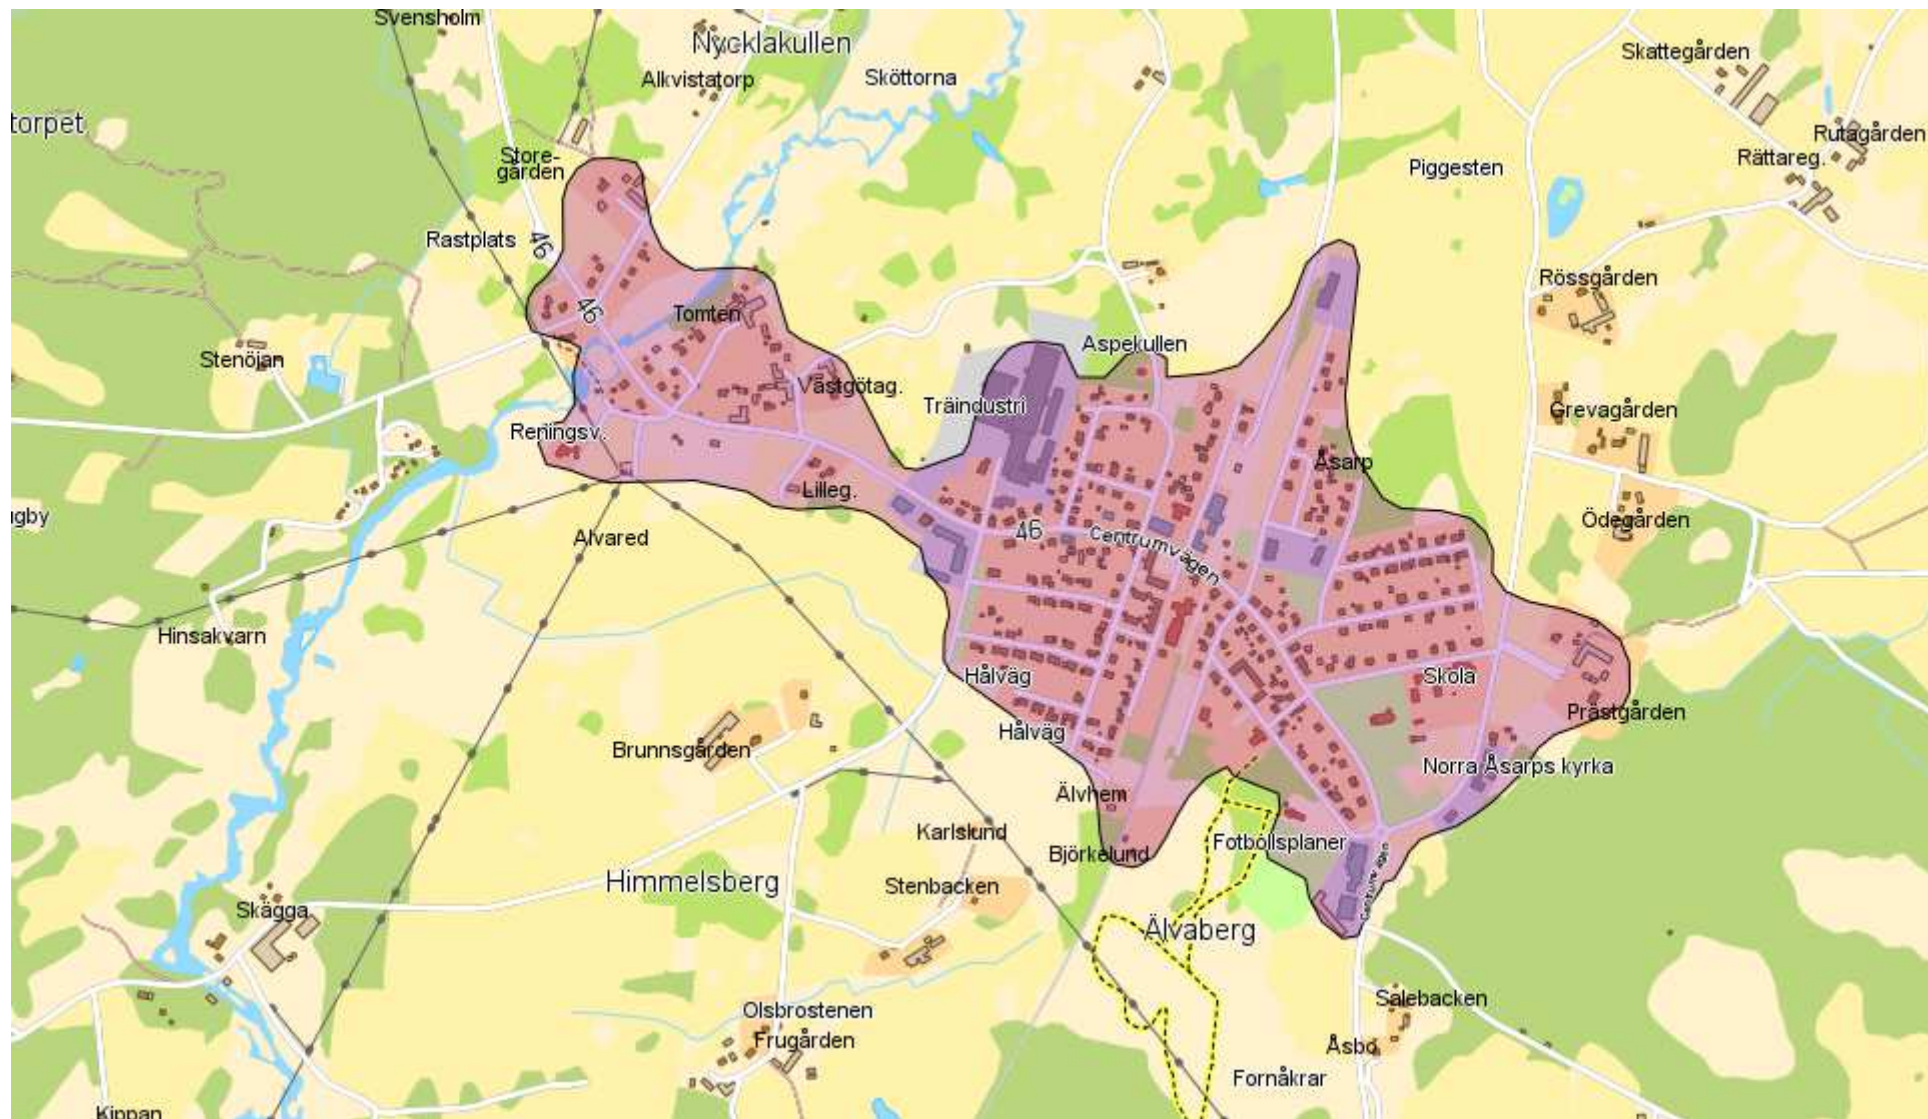 Svensholm
Nycklakullen
Skattegården
Alkvistatorp
Sköttorna
torpet
Rutagården
Rättareg.
Store-
gården
Piggesten
Rastplats
46
Rössgården
46
Tomten
Aspekullen
Stenöjan
Västgötag.
Träindustri
Grevagården
Reningsv.
Åsarp
Lilleg.
Ödegården
46
Centrumvägen
Alvared
Hinsakvarn
Hålväg
Skola
Prästgården
Hålväg
Brunnsgården
Norra Åsarps kyrka
Älvhem
Karlslund
Fotbollsplaner
Björkelund
Centrumvägen
Himmelsberg
Stenbacken
Skägga
Älvaberg
Salebacken
Olsbrostenen
Frugården
Åsbo
Fornåkrar
Kippan